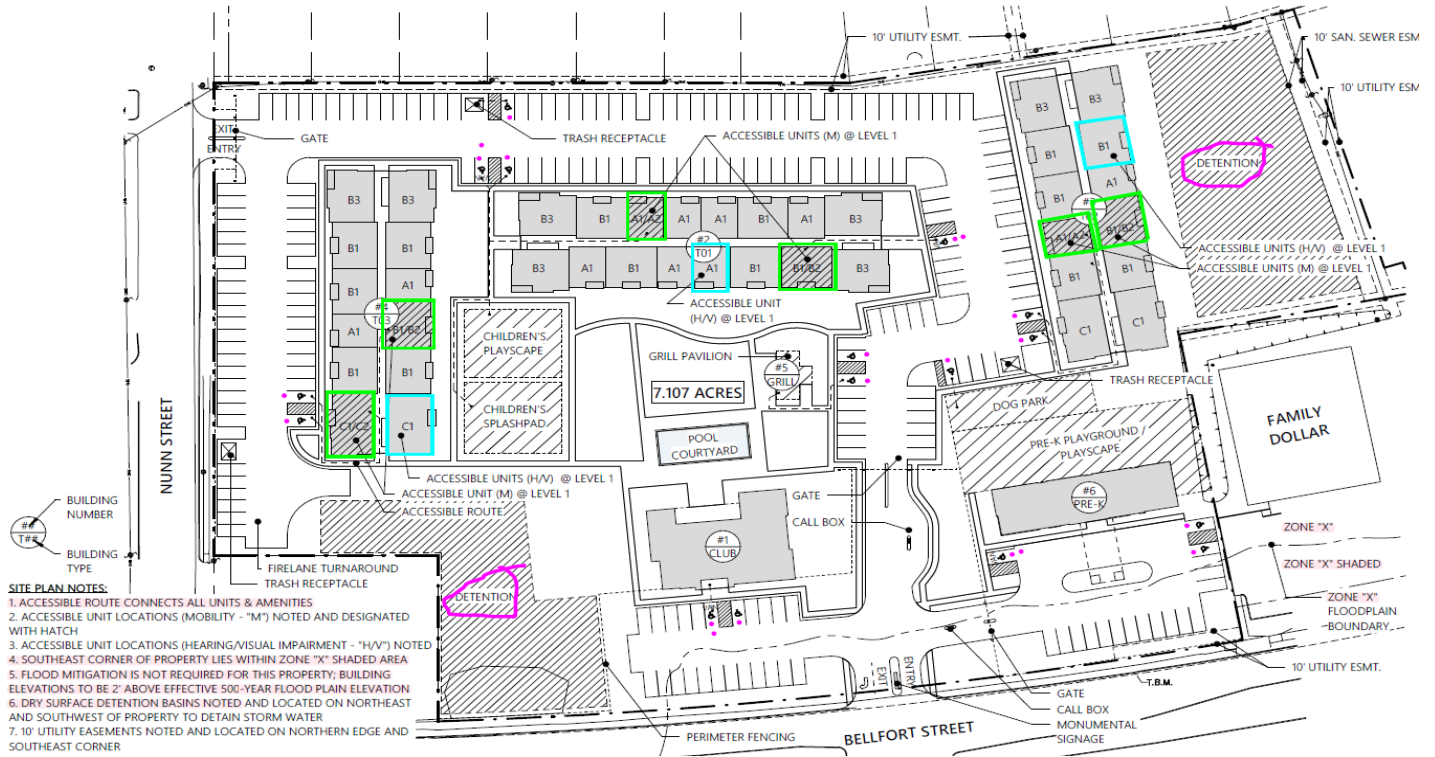 10' UTILITY ESMT.
10' SAN. SEWER ESM
10' UTILITY ESM
EXIT
ENTRY
GATE
TRASH RECEPTACLE
ACCESSIBLE UNITS (M) @ LEVEL 1
DETENTION
B3
B3
B1
B1
A1
B1
A1/A2
B1/B2
B1
B1
C1
C1
ACCESSIBLE UNITS (H/V) @ LEVEL 1
ACCESSIBLE UNITS (M) @ LEVEL 1
B3
B1
A1/A2
A1
A1
B1
A1
B3
#2
T01
B3
A1
B1
A1
A1
B1
B1/B2
B3
ACCESSIBLE UNIT
(H/V) @ LEVEL 1
B3
B3
B1
B1
B1
A1
#4
T03
A1
B1/B2
B1
B1
C1/C2
C1
CHILDREN'S
PLAYSCAPE
CHILDREN'S
SPLASHPAD
GRILL PAVILION
#5
GRILL
7.107 ACRES
POOL
COURTYARD
TRASH RECEPTACLE
DOG PARK
PRE-K PLAYGROUND /
PLAYSCAPE
FAMILY
DOLLAR
NUNN STREET
ACCESSIBLE UNITS (H/V) @ LEVEL 1
ACCESSIBLE UNIT (M) @ LEVEL 1
ACCESSIBLE ROUTE
GATE
CALL BOX
#6
PRE-K
#1
CLUB
BUILDING
NUMBER
##
T##
BUILDING
TYPE
FIRELANE TURNAROUND
TRASH RECEPTACLE
DETENTION
ZONE "X"
ZONE "X" SHADED
ZONE "X"
FLOODPLAIN
BOUNDARY
SITE PLAN NOTES:
1. ACCESSIBLE ROUTE CONNECTS ALL UNITS & AMENITIES
2. ACCESSIBLE UNIT LOCATIONS (MOBILITY - "M") NOTED AND DESIGNATED
WITH HATCH
3. ACCESSIBLE UNIT LOCATIONS (HEARING/VISUAL IMPAIRMENT - "H/V") NOTED
4. SOUTHEAST CORNER OF PROPERTY LIES WITHIN ZONE "X" SHADED AREA
5. FLOOD MITIGATION IS NOT REQUIRED FOR THIS PROPERTY; BUILDING
ELEVATIONS TO BE 2' ABOVE EFFECTIVE 500-YEAR FLOOD PLAIN ELEVATION
6. DRY SURFACE DETENTION BASINS NOTED AND LOCATED ON NORTHEAST
AND SOUTHWEST OF PROPERTY TO DETAIN STORM WATER
7. 10' UTILITY EASEMENTS NOTED AND LOCATED ON NORTHERN EDGE AND
SOUTHEAST CORNER
EXIT
ENTRY
10' UTILITY ESMT.
T.B.M.
GATE
CALL BOX
MONUMENTAL
SIGNAGE
PERIMETER FENCING
BELLFORT STREET